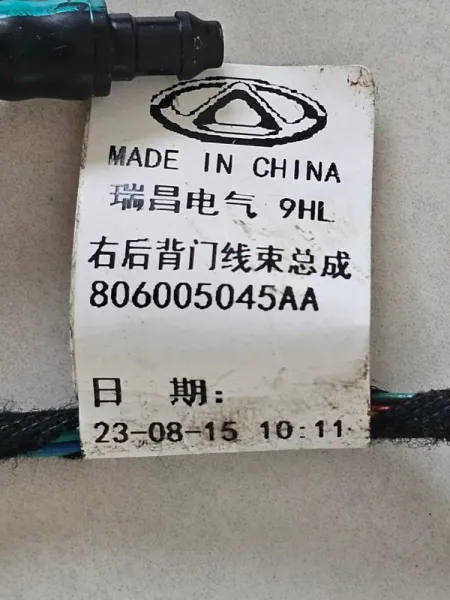 MADE IN CHINA
瑞昌电气 9HL
右后背门线束总成
806005045AA
日 期:
23-08-15 10:11